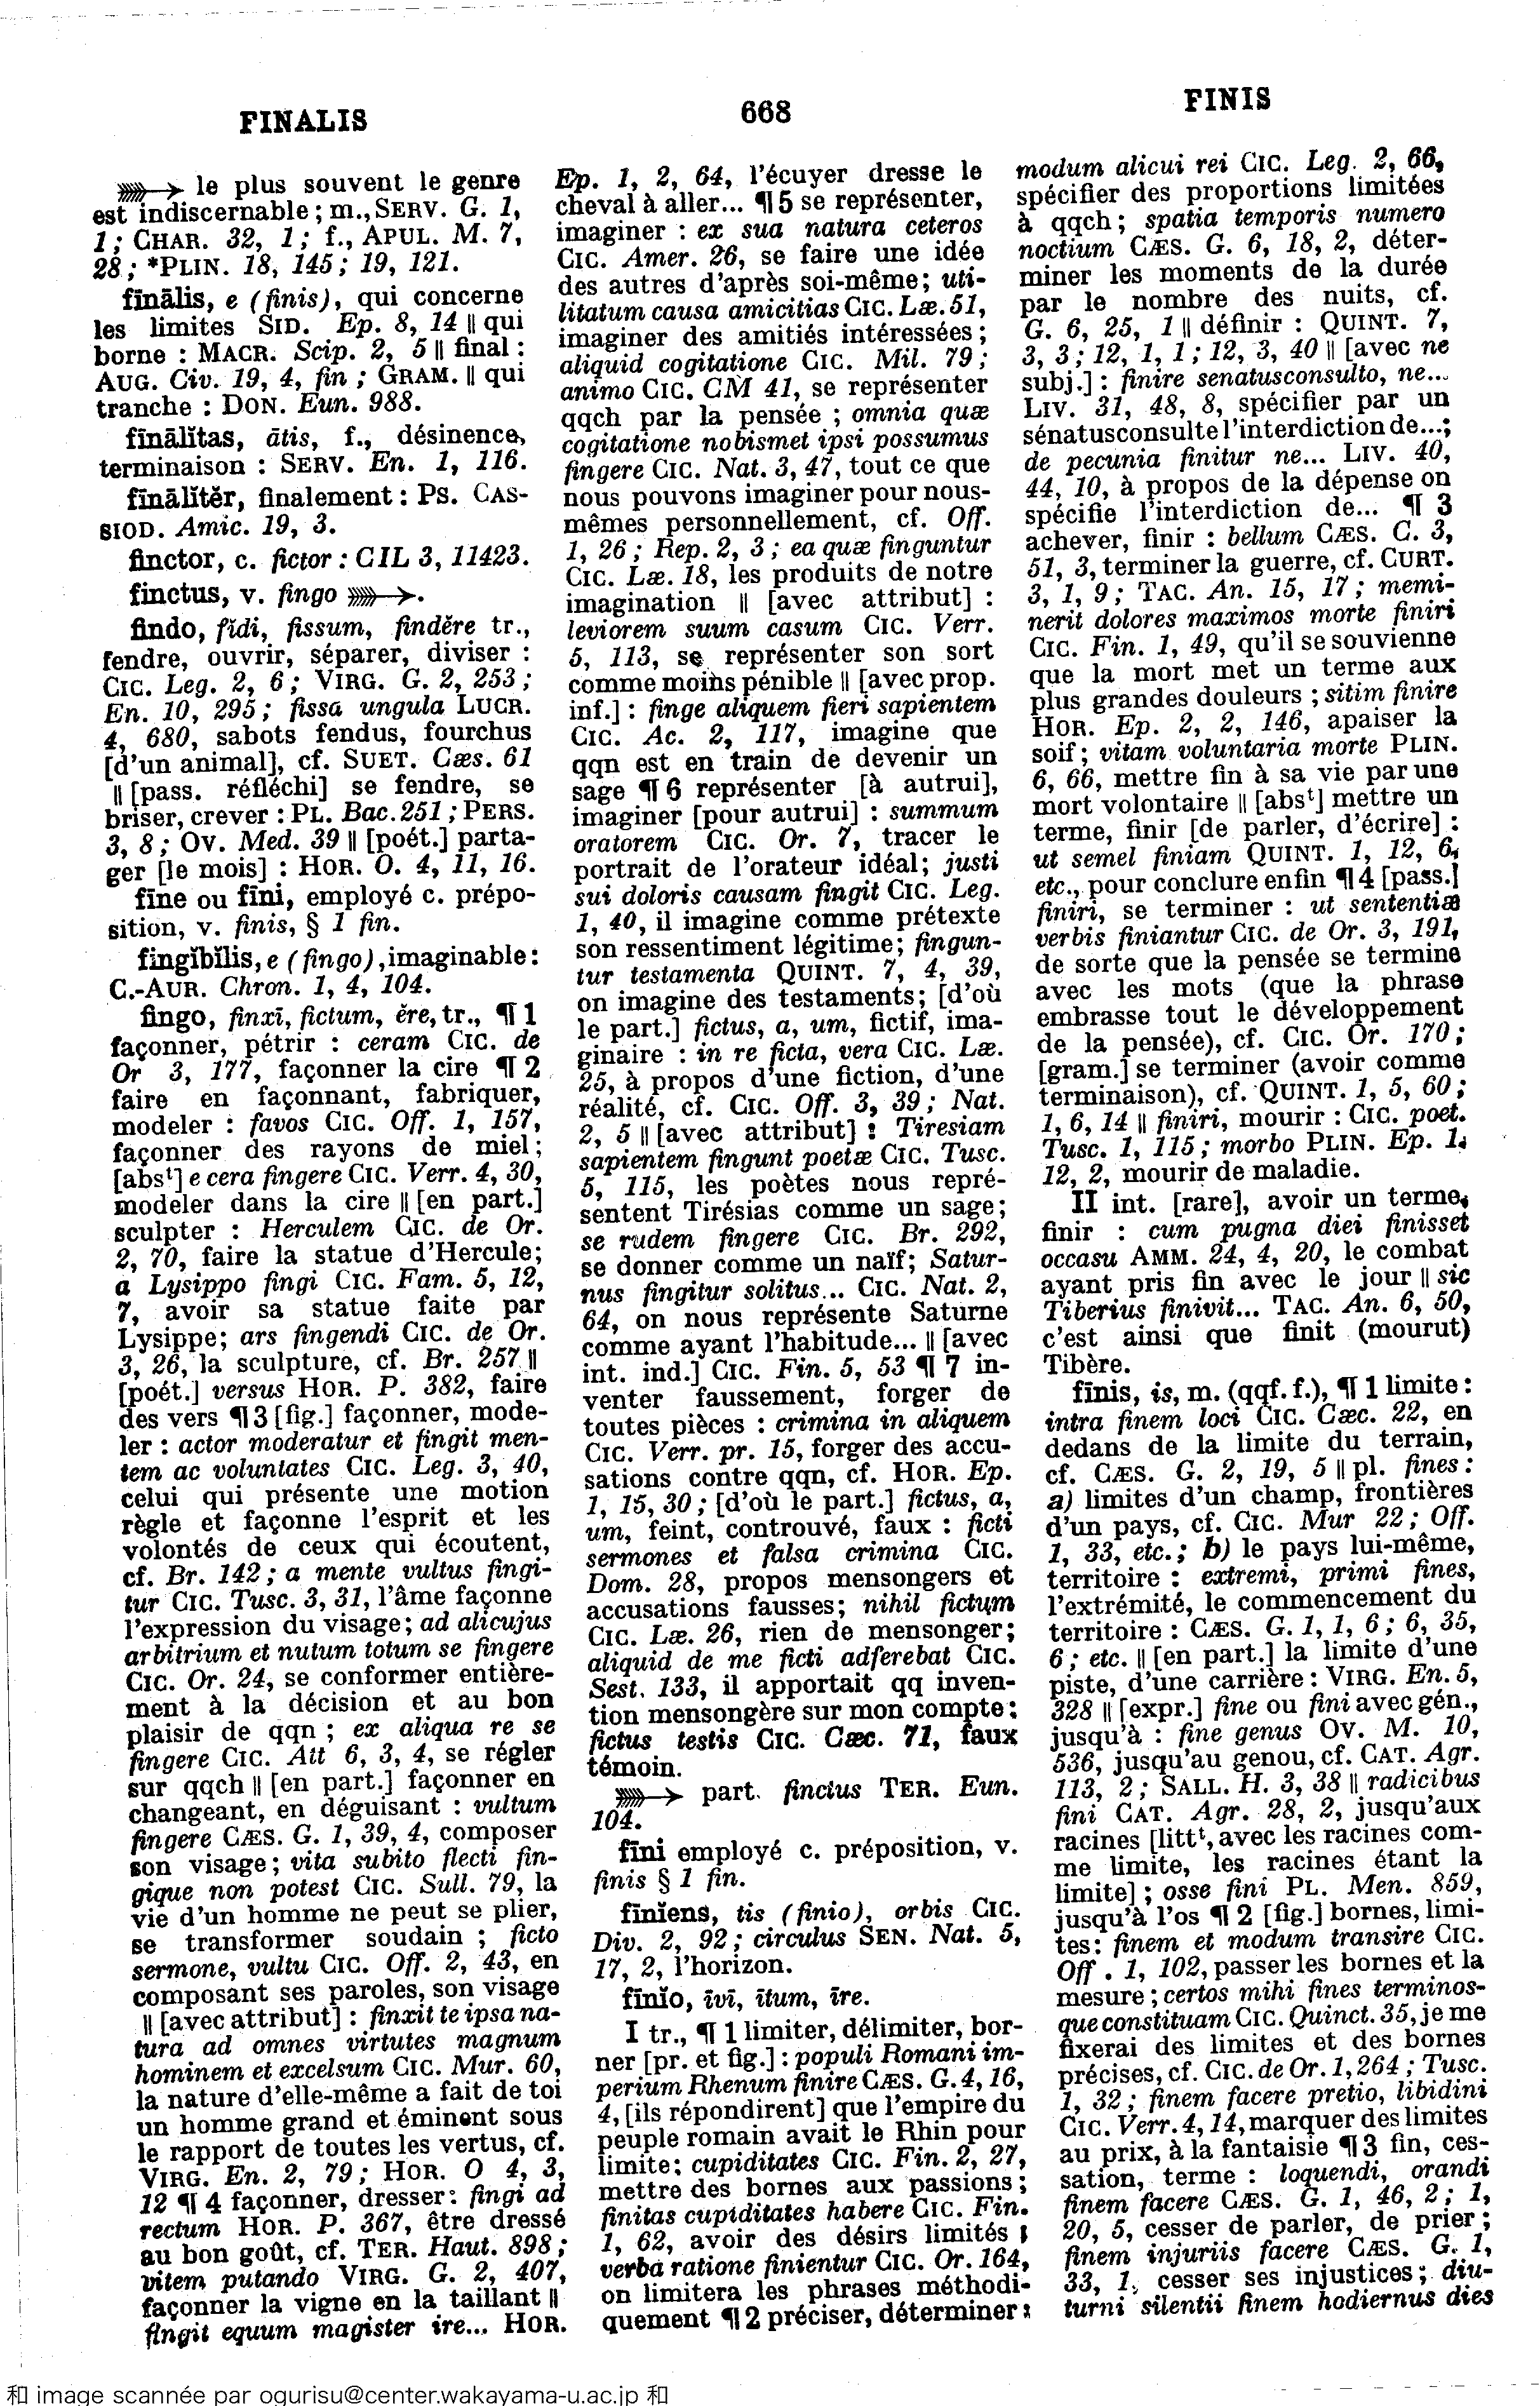 FINALIS
668
FINIS
➳ le plus souvent le genre
est indiscernable ; m., SERV. G. 1,
1 ; CHAR. 32, 1 ; f., APUL. M. 7,
28 ; *PLIN. 18, 145 ; 19, 121.
fīnālis, e (finis), qui concerne
les limites SID. Ep. 8, 14 ‖ qui
borne : MACR. Scip. 2, 5 ‖ final :
AUG. Civ. 19, 4, fin ; GRAM. ‖ qui
tranche : DON. Eun. 988.
fīnālĭtas, ātis, f., désinence,
terminaison : SERV. En. 1, 116.
fīnālĭtĕr, finalement : PS. CAS-
SIOD. Amic. 19, 3.
finctor, c. fictor : CIL 3, 11423.
finctus, v. fingo ➳.
findo, fĭdi, fissum, findĕre tr.,
fendre, ouvrir, séparer, diviser :
CIC. Leg. 2, 6 ; VIRG. G. 2, 253 ;
En. 10, 295 ; fissa ungula LUCR.
4, 680, sabots fendus, fourchus
[d'un animal], cf. SUET. Cæs. 61
‖ [pass. réfléchi] se fendre, se
briser, crever : PL. Bac. 251 ; PERS.
3, 8 ; OV. Med. 39 ‖ [poét.] parta-
ger [le mois] : HOR. O. 4, 11, 16.
fīne ou fīni, employé c. prépo-
sition, v. finis, § 1 fin.
fingĭbĭlis, e (fingo), imaginable :
C.-AUR. Chron. 1, 4, 104.
fingo, finxī, fictum, ĕre, tr., ¶ 1
façonner, pétrir : ceram CIC. de
Or 3, 177, façonner la cire ¶ 2
faire en façonnant, fabriquer,
modeler : favos CIC. Off. 1, 157,
façonner des rayons de miel ;
[absᵗ] e cera fingere CIC. Verr. 4, 30,
modeler dans la cire ‖ [en part.]
sculpter : Herculem CIC. de Or.
2, 70, faire la statue d'Hercule ;
a Lysippo fingi CIC. Fam. 5, 12,
7, avoir sa statue faite par
Lysippe ; ars fingendi CIC. de Or.
3, 26, la sculpture, cf. Br. 257 ‖
[poét.] versus HOR. P. 382, faire
des vers ¶ 3 [fig.] façonner, mode-
ler : actor moderatur et fingit men-
tem ac voluntates CIC. Leg. 3, 40,
celui qui présente une motion
règle et façonne l'esprit et les
volontés de ceux qui écoutent,
cf. Br. 142 ; a mente vultus fingi-
tur CIC. Tusc. 3, 31, l'âme façonne
l'expression du visage ; ad alicujus
arbitrium et nutum totum se fingere
CIC. Or. 24, se conformer entière-
ment à la décision et au bon
plaisir de qqn ; ex aliqua re se
fingere CIC. Att 6, 3, 4, se régler
sur qqch ‖ [en part.] façonner en
changeant, en déguisant : vultum
fingere CÆS. G. 1, 39, 4, composer
son visage ; vita subito flecti fin-
gique non potest CIC. Sull. 79, la
vie d'un homme ne peut se plier,
se transformer soudain ; ficto
sermone, vultu CIC. Off. 2, 43, en
composant ses paroles, son visage
‖ [avec attribut] : finxit te ipsa na-
tura ad omnes virtutes magnum
hominem et excelsum CIC. Mur. 60,
la nature d'elle-même a fait de toi
un homme grand et éminent sous
le rapport de toutes les vertus, cf.
VIRG. En. 2, 79 ; HOR. O 4, 3,
12 ¶ 4 façonner, dresser : fingi ad
rectum HOR. P. 367, être dressé
au bon goût, cf. TER. Haut. 898 ;
vitem putando VIRG. G. 2, 407,
façonner la vigne en la taillant ‖
fingit equum magister ire... HOR.
Ep. 1, 2, 64, l'écuyer dresse le
cheval à aller... ¶ 5 se représenter,
imaginer : ex sua natura ceteros
CIC. Amer. 26, se faire une idée
des autres d'après soi-même ; uti-
litatum causa amicitias CIC. Læ. 51,
imaginer des amitiés intéressées ;
aliquid cogitatione CIC. Mil. 79 ;
animo CIC. CM 41, se représenter
qqch par la pensée ; omnia quæ
cogitatione nobismet ipsi possumus
fingere CIC. Nat. 3, 47, tout ce que
nous pouvons imaginer pour nous-
mêmes personnellement, cf. Off.
1, 26 ; Rep. 2, 3 ; ea quæ finguntur
CIC. Læ. 18, les produits de notre
imagination ‖ [avec attribut] :
leviorem suum casum CIC. Verr.
5, 113, se représenter son sort
comme moins pénible ‖ [avec prop.
inf.] : finge aliquem fieri sapientem
CIC. Ac. 2, 117, imagine que
qqn est en train de devenir un
sage ¶ 6 représenter [à autrui],
imaginer [pour autrui] : summum
oratorem CIC. Or. 7, tracer le
portrait de l'orateur idéal ; justi
sui doloris causam fingit CIC. Leg.
1, 40, il imagine comme prétexte
son ressentiment légitime ; fingun-
tur testamenta QUINT. 7, 4, 39,
on imagine des testaments ; [d'où
le part.] fictus, a, um, fictif, ima-
ginaire : in re ficta, vera CIC. Læ.
25, à propos d'une fiction, d'une
réalité, cf. CIC. Off. 3, 39 ; Nat.
2, 5 ‖ [avec attribut] : Tiresiam
sapientem fingunt poetæ CIC. Tusc.
5, 115, les poètes nous repré-
sentent Tirésias comme un sage ;
se rudem fingere CIC. Br. 292,
se donner comme un naïf ; Satur-
nus fingitur solitus... CIC. Nat. 2,
64, on nous représente Saturne
comme ayant l'habitude... ‖ [avec
int. ind.] CIC. Fin. 5, 53 ¶ 7 in-
venter faussement, forger de
toutes pièces : crimina in aliquem
CIC. Verr. pr. 15, forger des accu-
sations contre qqn, cf. HOR. Ep.
1, 15, 30 ; [d'où le part.] fictus, a,
um, feint, controuvé, faux : ficti
sermones et falsa crimina CIC.
Dom. 28, propos mensongers et
accusations fausses ; nihil fictum
CIC. Læ. 26, rien de mensonger ;
aliquid de me ficti adferebat CIC.
Sest. 133, il apportait qq inven-
tion mensongère sur mon compte ;
fictus testis CIC. Cæc. 71, faux
témoin.
➳ part. finctus TER. Eun.
104.
fīni employé c. préposition, v.
finis § 1 fin.
fīnĭens, tis (finio), orbis CIC.
Div. 2, 92 ; circulus SEN. Nat. 5,
17, 2, l'horizon.
fīnĭo, īvī, ītum, īre.
I tr., ¶ 1 limiter, délimiter, bor-
ner [pr. et fig.] : populi Romani im-
perium Rhenum finire CÆS. G. 4, 16,
4, [ils répondirent] que l'empire du
peuple romain avait le Rhin pour
limite ; cupiditates CIC. Fin. 2, 27,
mettre des bornes aux passions ;
finitas cupiditates habere CIC. Fin.
1, 62, avoir des désirs limités ;
verba ratione finientur CIC. Or. 164,
on limitera les phrases méthodi-
quement ¶ 2 préciser, déterminer :
modum alicui rei CIC. Leg. 2, 66,
spécifier des proportions limitées
à qqch ; spatia temporis numero
noctium CÆS. G. 6, 18, 2, déter-
miner les moments de la durée
par le nombre des nuits, cf.
G. 6, 25, 1 ‖ définir : QUINT. 7,
3, 3 ; 12, 1, 1 ; 12, 3, 40 ‖ [avec ne
subj.] : finire senatusconsulto, ne...
LIV. 31, 48, 8, spécifier par un
sénatusconsulte l'interdiction de... ;
de pecunia finitur ne... LIV. 40,
44, 10, à propos de la dépense on
spécifie l'interdiction de... ¶ 3
achever, finir : bellum CÆS. C. 3,
51, 3, terminer la guerre, cf. CURT.
3, 1, 9 ; TAC. An. 15, 17 ; memi-
nerit dolores maximos morte finiri
CIC. Fin. 1, 49, qu'il se souvienne
que la mort met un terme aux
plus grandes douleurs ; sitim finire
HOR. Ep. 2, 2, 146, apaiser la
soif ; vitam voluntaria morte PLIN.
6, 66, mettre fin à sa vie par une
mort volontaire ‖ [absᵗ] mettre un
terme, finir [de parler, d'écrire] :
ut semel finiam QUINT. 1, 12, 6,
etc., pour conclure enfin ¶ 4 [pass.]
finiri, se terminer : ut sententiæ
verbis finiantur CIC. de Or. 3, 191,
de sorte que la pensée se termine
avec les mots (que la phrase
embrasse tout le développement
de la pensée), cf. CIC. Or. 170 ;
[gram.] se terminer (avoir comme
terminaison), cf. QUINT. 1, 5, 60 ;
1, 6, 14 ‖ finiri, mourir : CIC. poet.
Tusc. 1, 115 ; morbo PLIN. Ep. 1,
12, 2, mourir de maladie.
II int. [rare], avoir un terme,
finir : cum pugna diei finisset
occasu AMM. 24, 4, 20, le combat
ayant pris fin avec le jour ‖ sic
Tiberius finivit... TAC. An. 6, 50,
c'est ainsi que finit (mourut)
Tibère.
fīnis, is, m. (qqf. f.), ¶ 1 limite :
intra finem loci CIC. Cæc. 22, en
dedans de la limite du terrain,
cf. CÆS. G. 2, 19, 5 ‖ pl. fines :
a) limites d'un champ, frontières
d'un pays, cf. CIC. Mur 22 ; Off.
1, 33, etc. ; b) le pays lui-même,
territoire : extremi, primi fines,
l'extrémité, le commencement du
territoire : CÆS. G. 1, 1, 6 ; 6, 35,
6 ; etc. ‖ [en part.] la limite d'une
piste, d'une carrière : VIRG. En. 5,
328 ‖ [expr.] fine ou fini avec gén.,
jusqu'à : fine genus OV. M. 10,
536, jusqu'au genou, cf. CAT. Agr.
113, 2 ; SALL. H. 3, 38 ‖ radicibus
fini CAT. Agr. 28, 2, jusqu'aux
racines [littᵗ, avec les racines com-
me limite, les racines étant la
limite] ; osse fini PL. Men. 859,
jusqu'à l'os ¶ 2 [fig.] bornes, limi-
tes : finem et modum transire CIC.
Off . 1, 102, passer les bornes et la
mesure ; certos mihi fines terminos-
que constituam CIC. Quinct. 35, je me
fixerai des limites et des bornes
précises, cf. CIC. de Or. 1, 264 ; Tusc.
1, 32 ; finem facere pretio, libidini
CIC. Verr. 4, 14, marquer des limites
au prix, à la fantaisie ¶ 3 fin, ces-
sation, terme : loquendi, orandi
finem facere CÆS. G. 1, 46, 2 ; 1,
20, 5, cesser de parler, de prier ;
finem injuriis facere CÆS. G. 1,
33, 1, cesser ses injustices ; diu-
turni silentii finem hodiernus dies
和 image scannée par ogurisu@center.wakayama-u.ac.jp 和